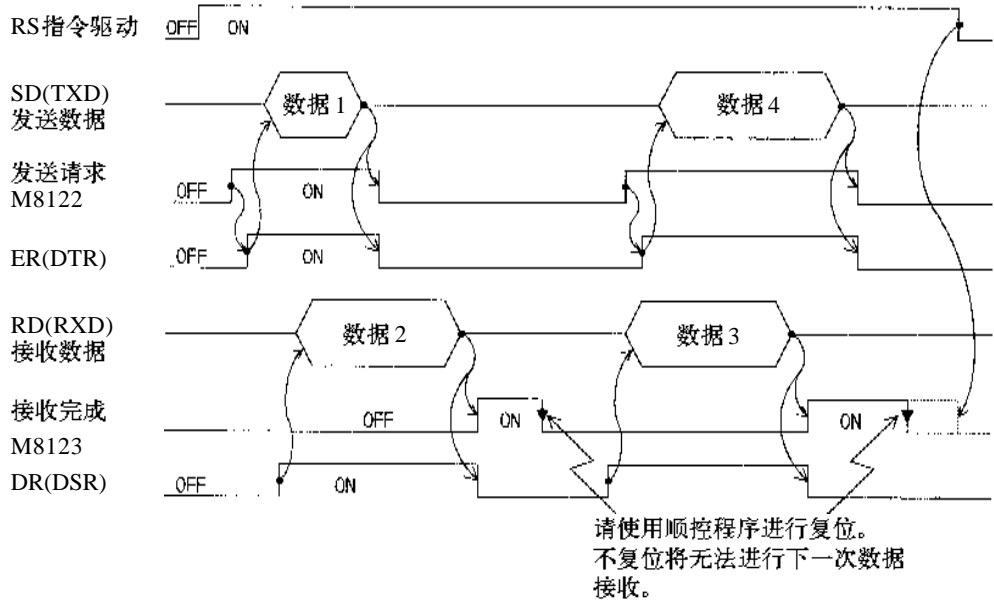 RS指令驱动 OFF ON
SD(TXD)
发送数据
数据1 数据4
发送请求
M8122
OFF ON
ER(DTR) OFF ON
RD(RXD)
接收数据
数据2 数据3
接收完成
M8123
OFF ON ON
DR(DSR) OFF ON
请使用顺控程序进行复位。
不复位将无法进行下一次数据
接收。